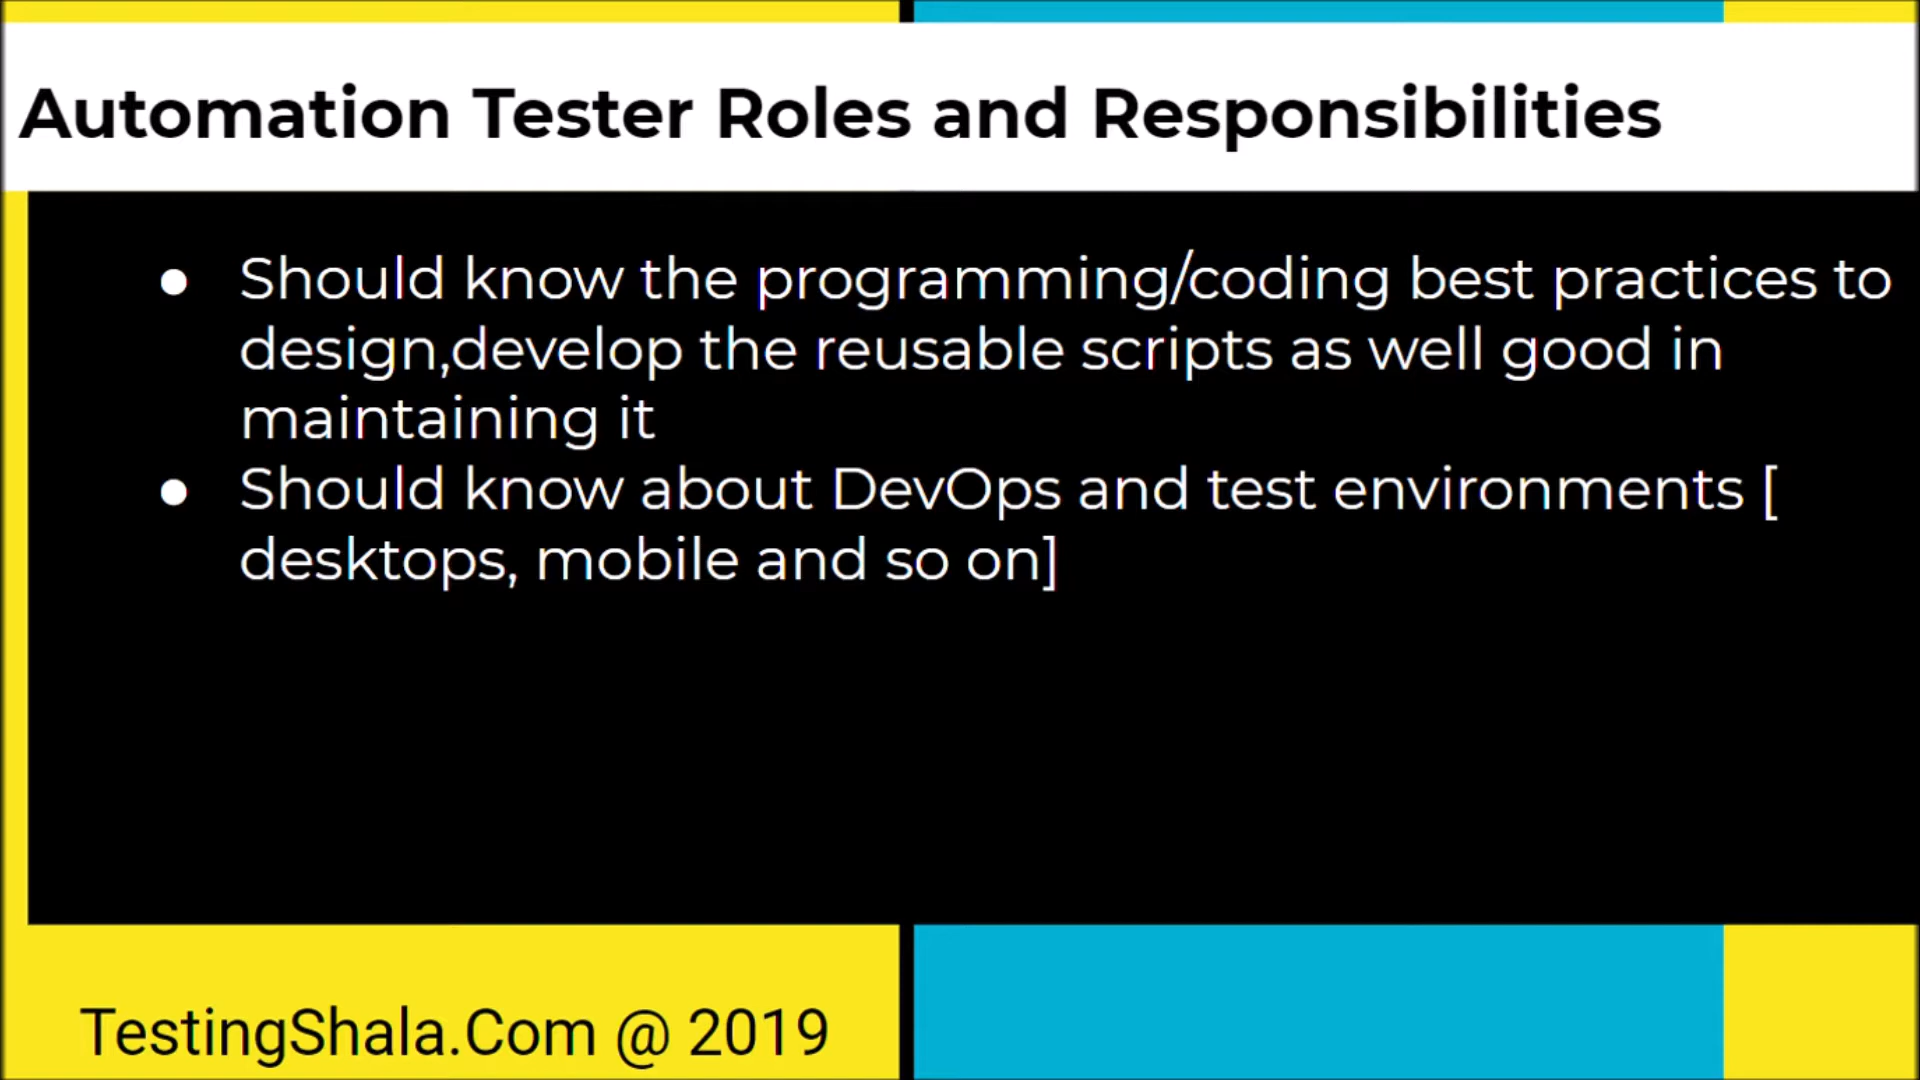 Automation Tester Roles and Responsibilities
● Should know the programming/coding best practices to
design,develop the reusable scripts as well good in
maintaining it
● Should know about DevOps and test environments [
desktops, mobile and so on]
TestingShala.Com @ 2019